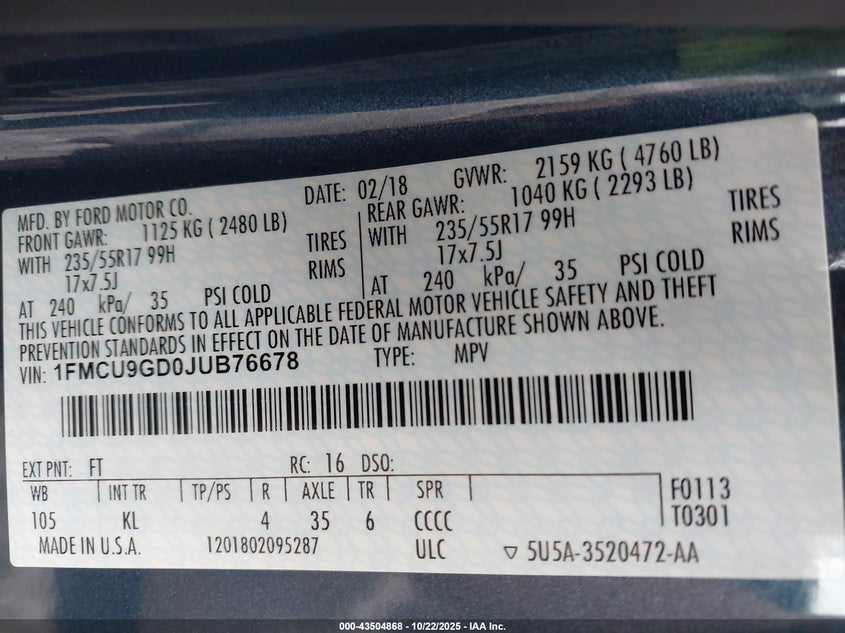 MFD. BY FORD MOTOR CO. DATE: 02/18 GVWR: 2159 KG ( 4760 LB)
FRONT GAWR: 1125 KG ( 2480 LB) REAR GAWR: 1040 KG ( 2293 LB)
WITH 235/55R17 99H TIRES WITH 235/55R17 99H TIRES
17x7.5J RIMS 17x7.5J RIMS
AT 240 kPa/ 35 PSI COLD AT 240 kPa/ 35 PSI COLD
THIS VEHICLE CONFORMS TO ALL APPLICABLE FEDERAL MOTOR VEHICLE SAFETY AND THEFT
PREVENTION STANDARDS IN EFFECT ON THE DATE OF MANUFACTURE SHOWN ABOVE.
VIN: 1FMCU9GD0JUB76678 TYPE: MPV
EXT PNT: FT RC: 16 DSO:
WB INT TR TP/PS R AXLE TR SPR F0113
105 KL 4 35 6 CCCC T0301
MADE IN U.S.A. 1201802095287 ULC ▽ 5U5A-3520472-AA
000-43504868 - 10/22/2025 - IAA Inc.